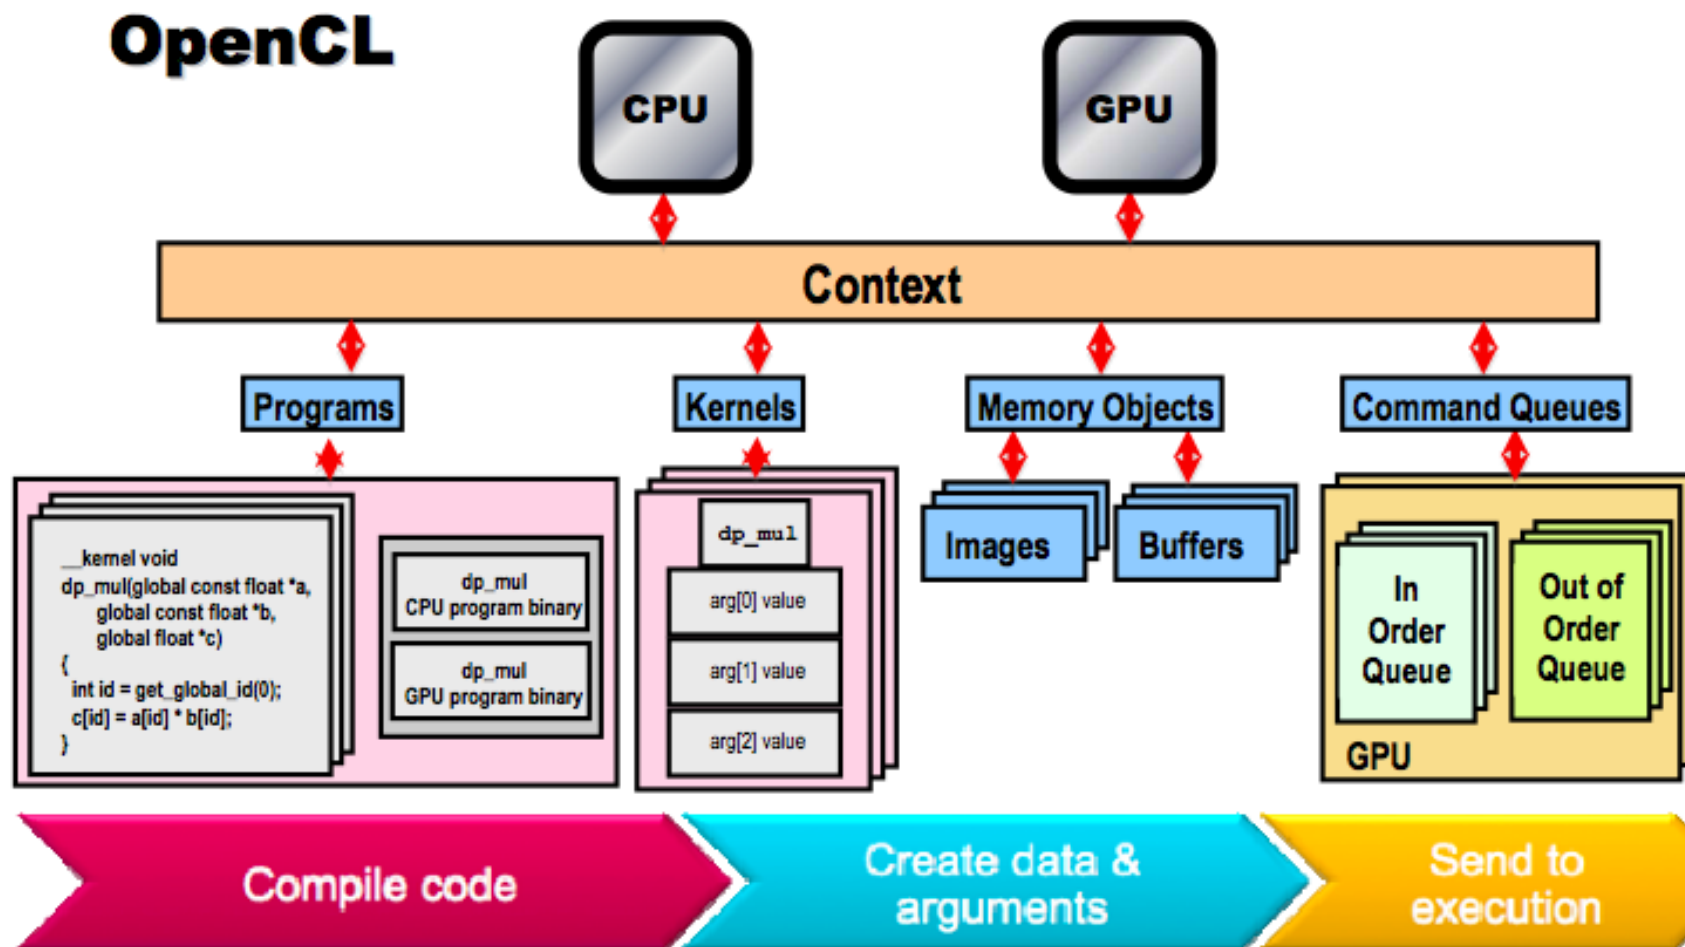 OpenCL
CPU
GPU
Context
Programs
Kernels
Memory Objects
Command Queues
__kernel void
dp_mul(global const float *a,
global const float *b,
global float *c)
{
int id = get_global_id(0);
c[id] = a[id] * b[id];
}
dp_mul
CPU program binary
dp_mul
GPU program binary
dp_mul
arg[0] value
arg[1] value
arg[2] value
Images
Buffers
In
Order
Queue
Out of
Order
Queue
GPU
Compile code
Create data &
arguments
Send to
execution